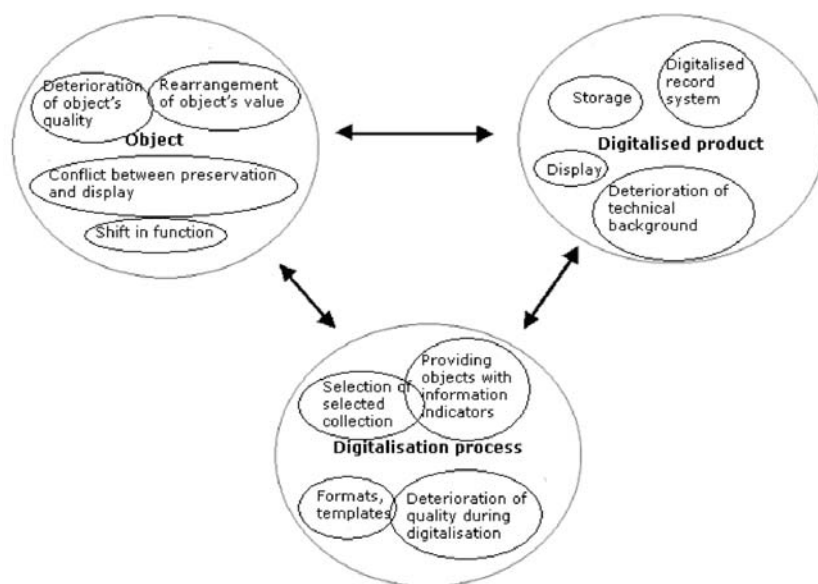 Deterioration
of object's
quality
Rearrangement
of object's value
Object
Conflict between preservation
and display
Shift in function
Digitalised
record
system
Storage
Digitalised product
Display
Deterioration of
technical
background
Providing
objects with
information
indicators
Selection of
selected
collection
Digitalisation process
Formats,
templates
Deterioration of
quality during
digitalisation